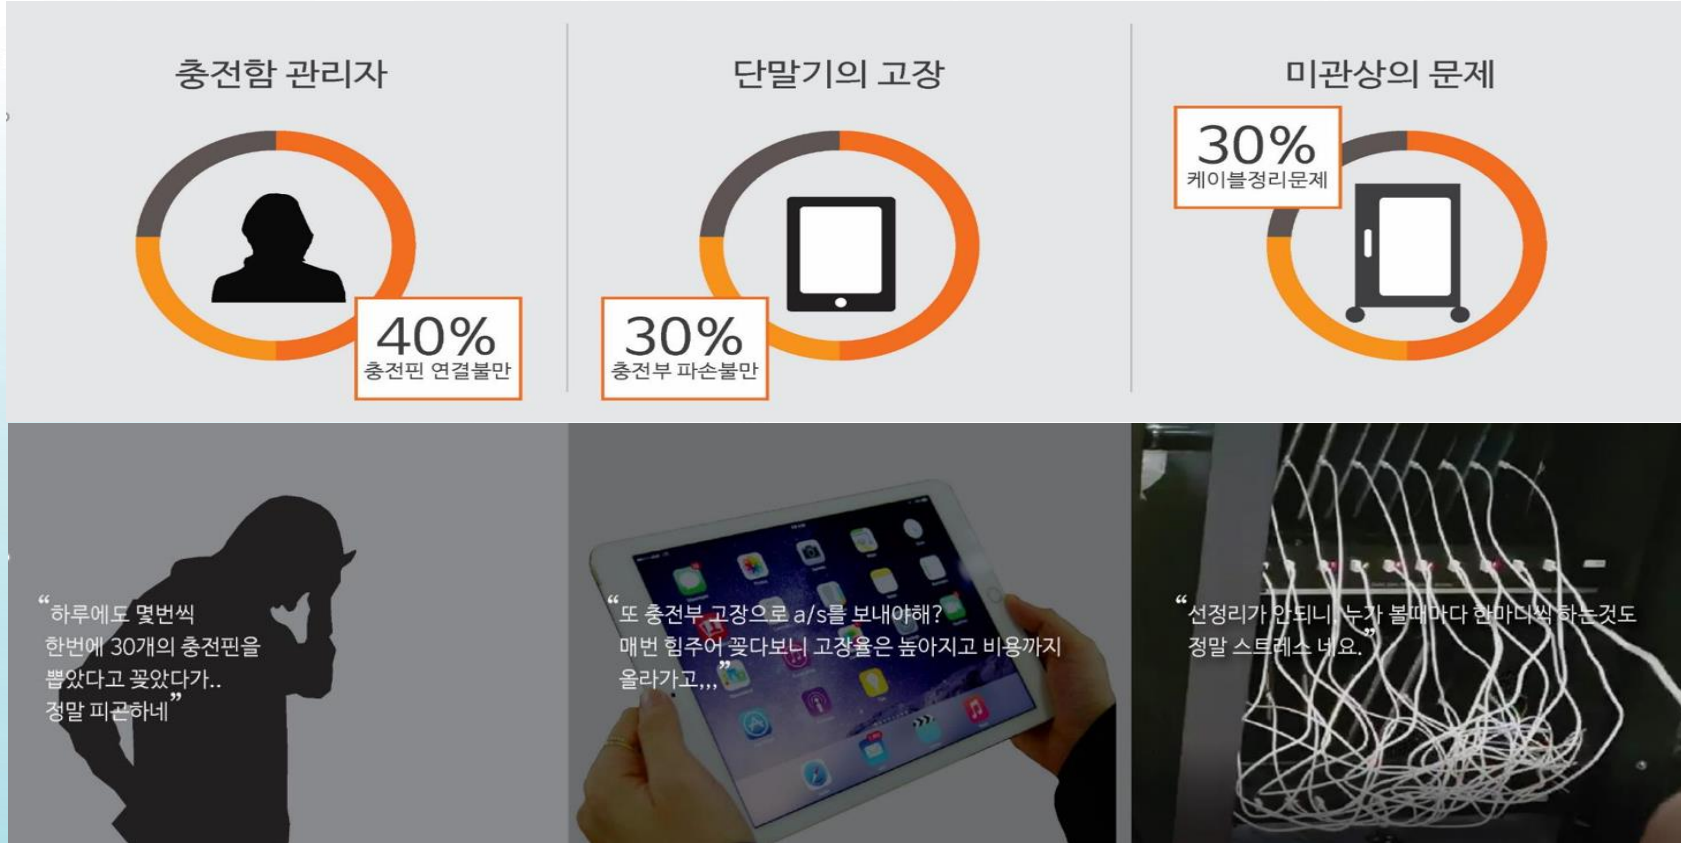 충전함 관리자
40%
충전핀 연결불만
단말기의 고장
30%
충전부 파손불만
미관상의 문제
30%
케이블정리문제
“하루에도 몇번씩
한번에 30개의 충전핀을
뽑았다고 꽂았다가..
정말 피곤하네”
“또 충전부 고장으로 a/s를 보내야해?
매번 힘주어 꽂다보니 고장율은 높아지고 비용까지
올라가고,,,”
“선정리가 안되니, 누가 볼때마다 한마디씩 하는것도
정말 스트레스 네요.”